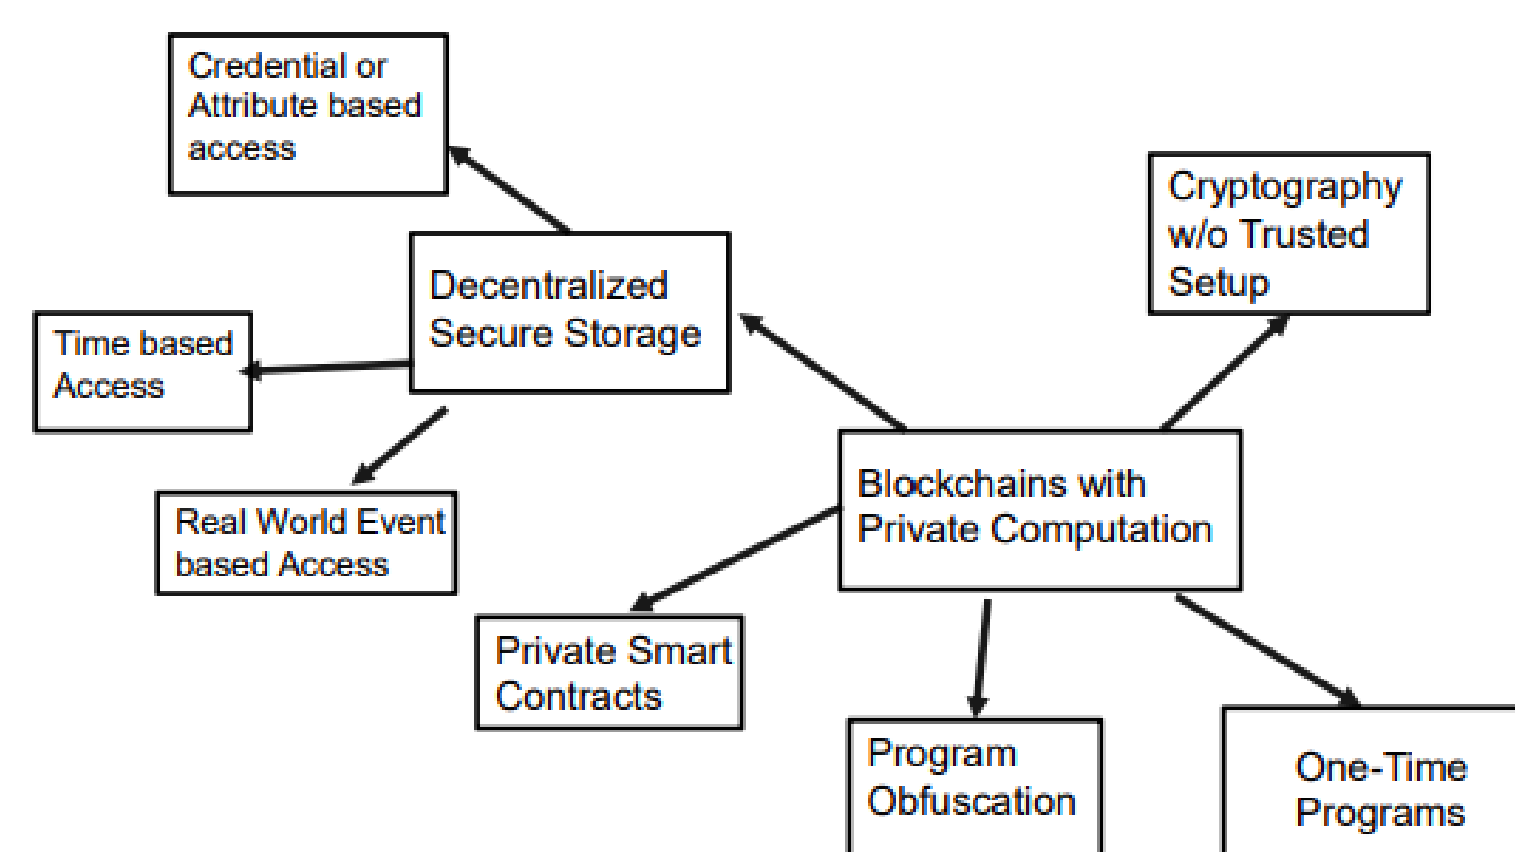 Credential or
Attribute based
access
Cryptography
w/o Trusted
Setup
Decentralized
Secure Storage
Time based
Access
Blockchains with
Private Computation
Real World Event
based Access
Private Smart
Contracts
Program
Obfuscation
One-Time
Programs